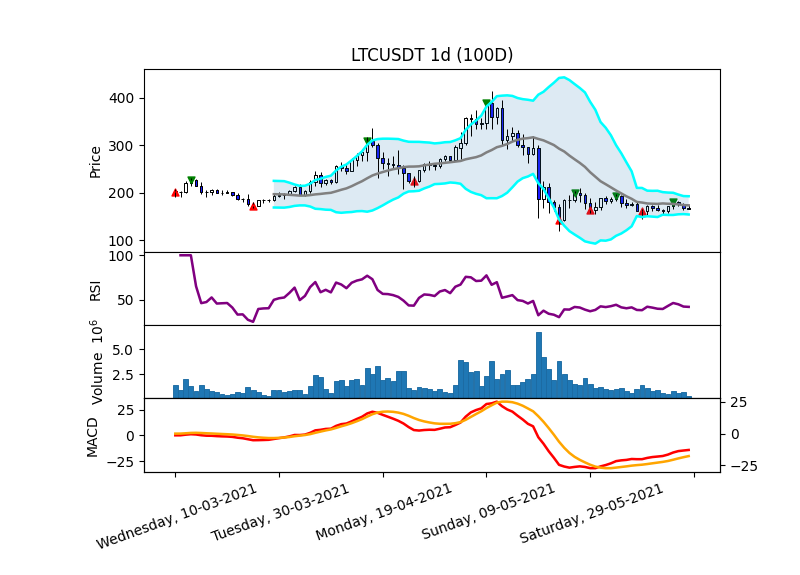 LTCUSDT 1d (100D)
400
300
200
100
Price
100
50
RSI
5.0
2.5
Volume 10^6
25
0
−25
MACD
25
0
−25
Wednesday, 10-03-2021
Tuesday, 30-03-2021
Monday, 19-04-2021
Sunday, 09-05-2021
Saturday, 29-05-2021